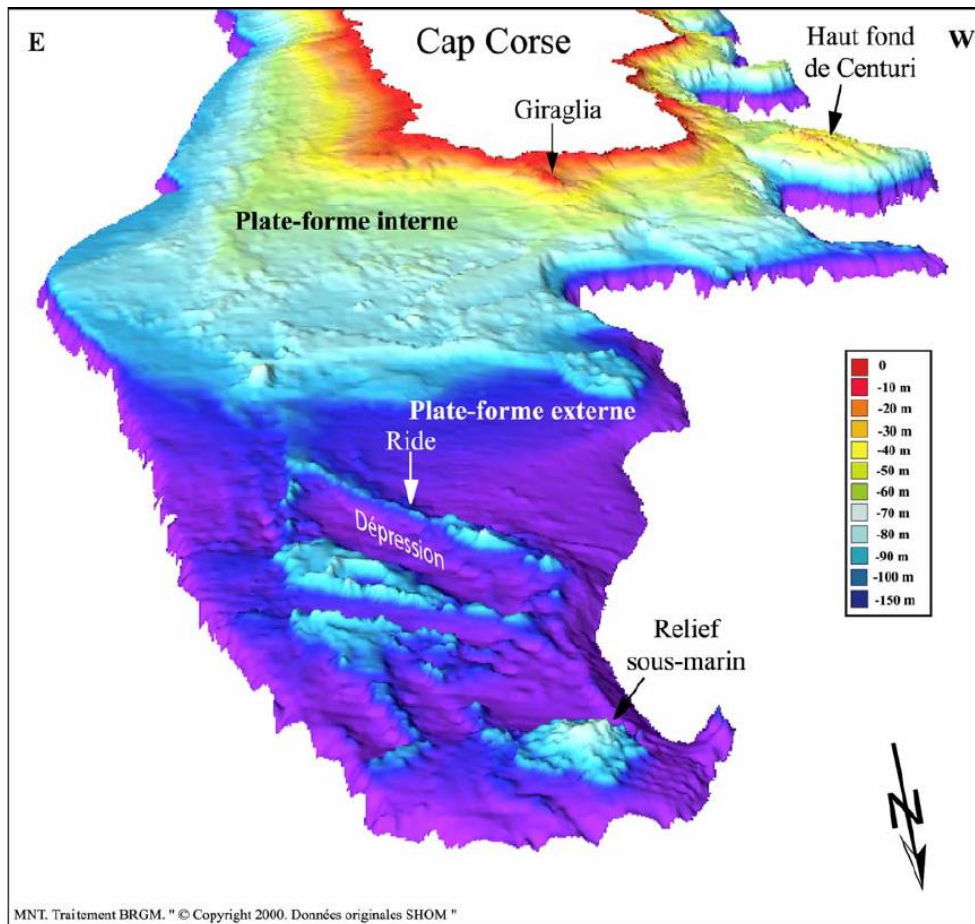 E
Cap Corse
Haut fond
de Centuri
W
Giraglia
Plate-forme interne
0
-10 m
-20 m
-30 m
-40 m
-50 m
-60 m
-70 m
-80 m
-90 m
-100 m
-150 m
Plate-forme externe
Ride
Dépression
Relief
sous-marin
N
MNT. Traitement BRGM. " © Copyright 2000. Données originales SHOM "